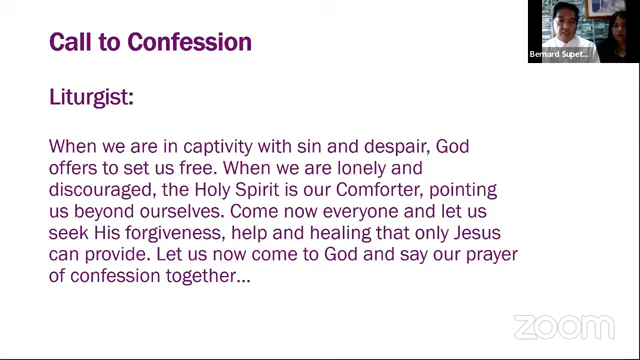 Call to Confession
Bernard Supet...
Liturgist:
When we are in captivity with sin and despair, God
offers to set us free. When we are lonely and
discouraged, the Holy Spirit is our Comforter, pointing
us beyond ourselves. Come now everyone and let us
seek His forgiveness, help and healing that only Jesus
can provide. Let us now come to God and say our prayer
of confession together...
zoom